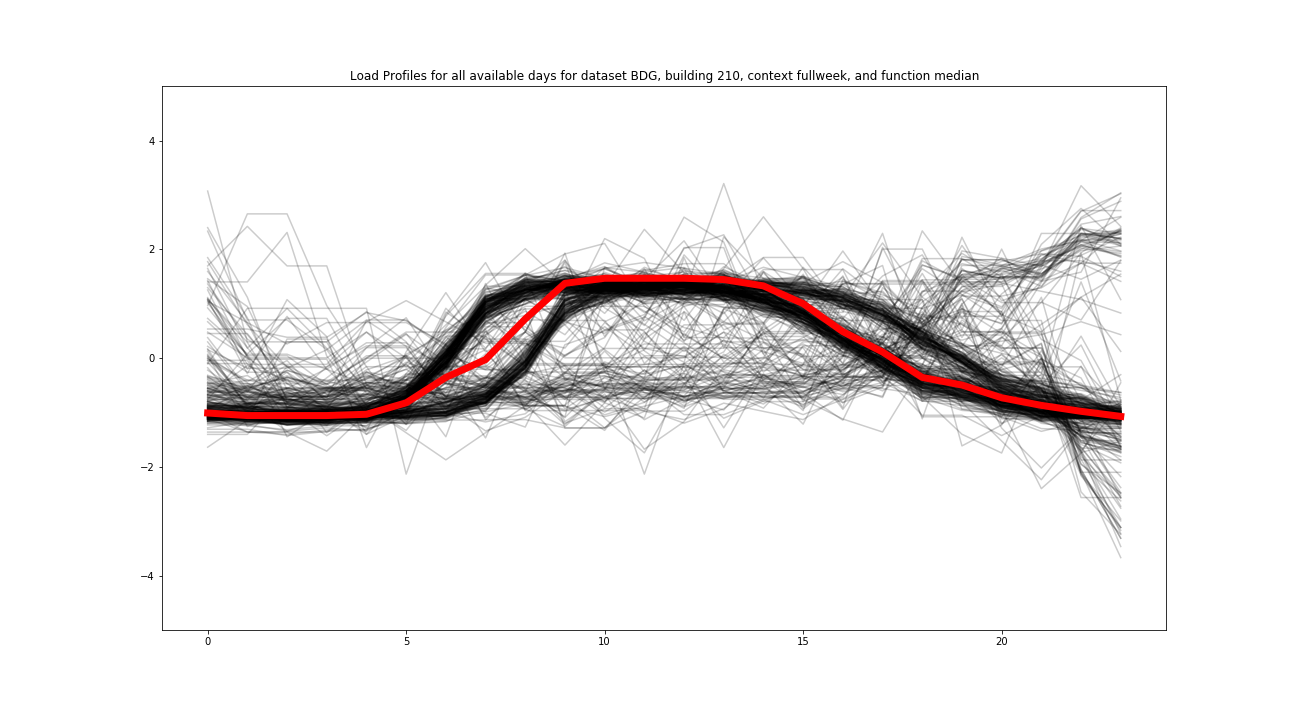 Load Profiles for all available days for dataset BDG, building 210, context fullweek, and function median
4
2
0
−2
−4
0 5 10 15 20